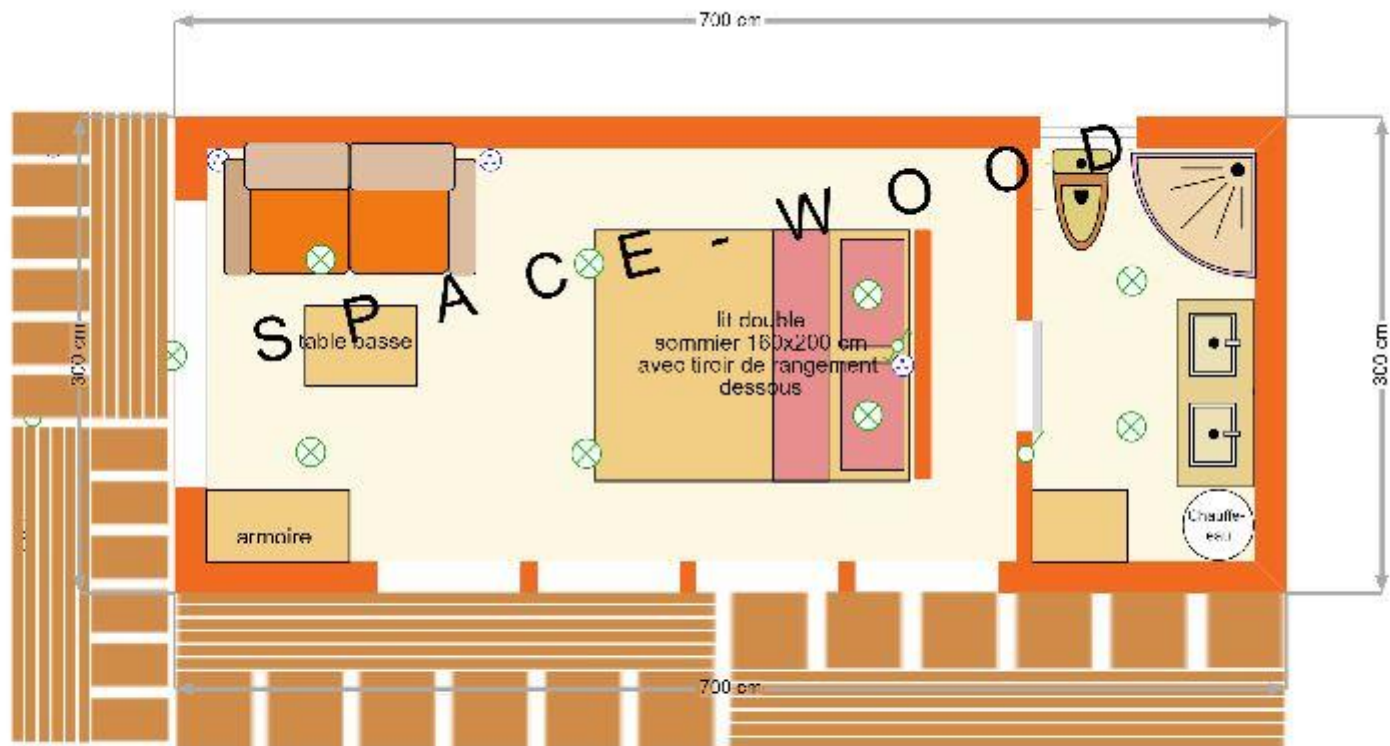 700 cm
300 cm
300 cm
SPACE-WOOD
table basse
lit double
sommier 160x200 cm
avec tiroir de rangement
dessous
armoire
Chauffe-
eau
700 cm